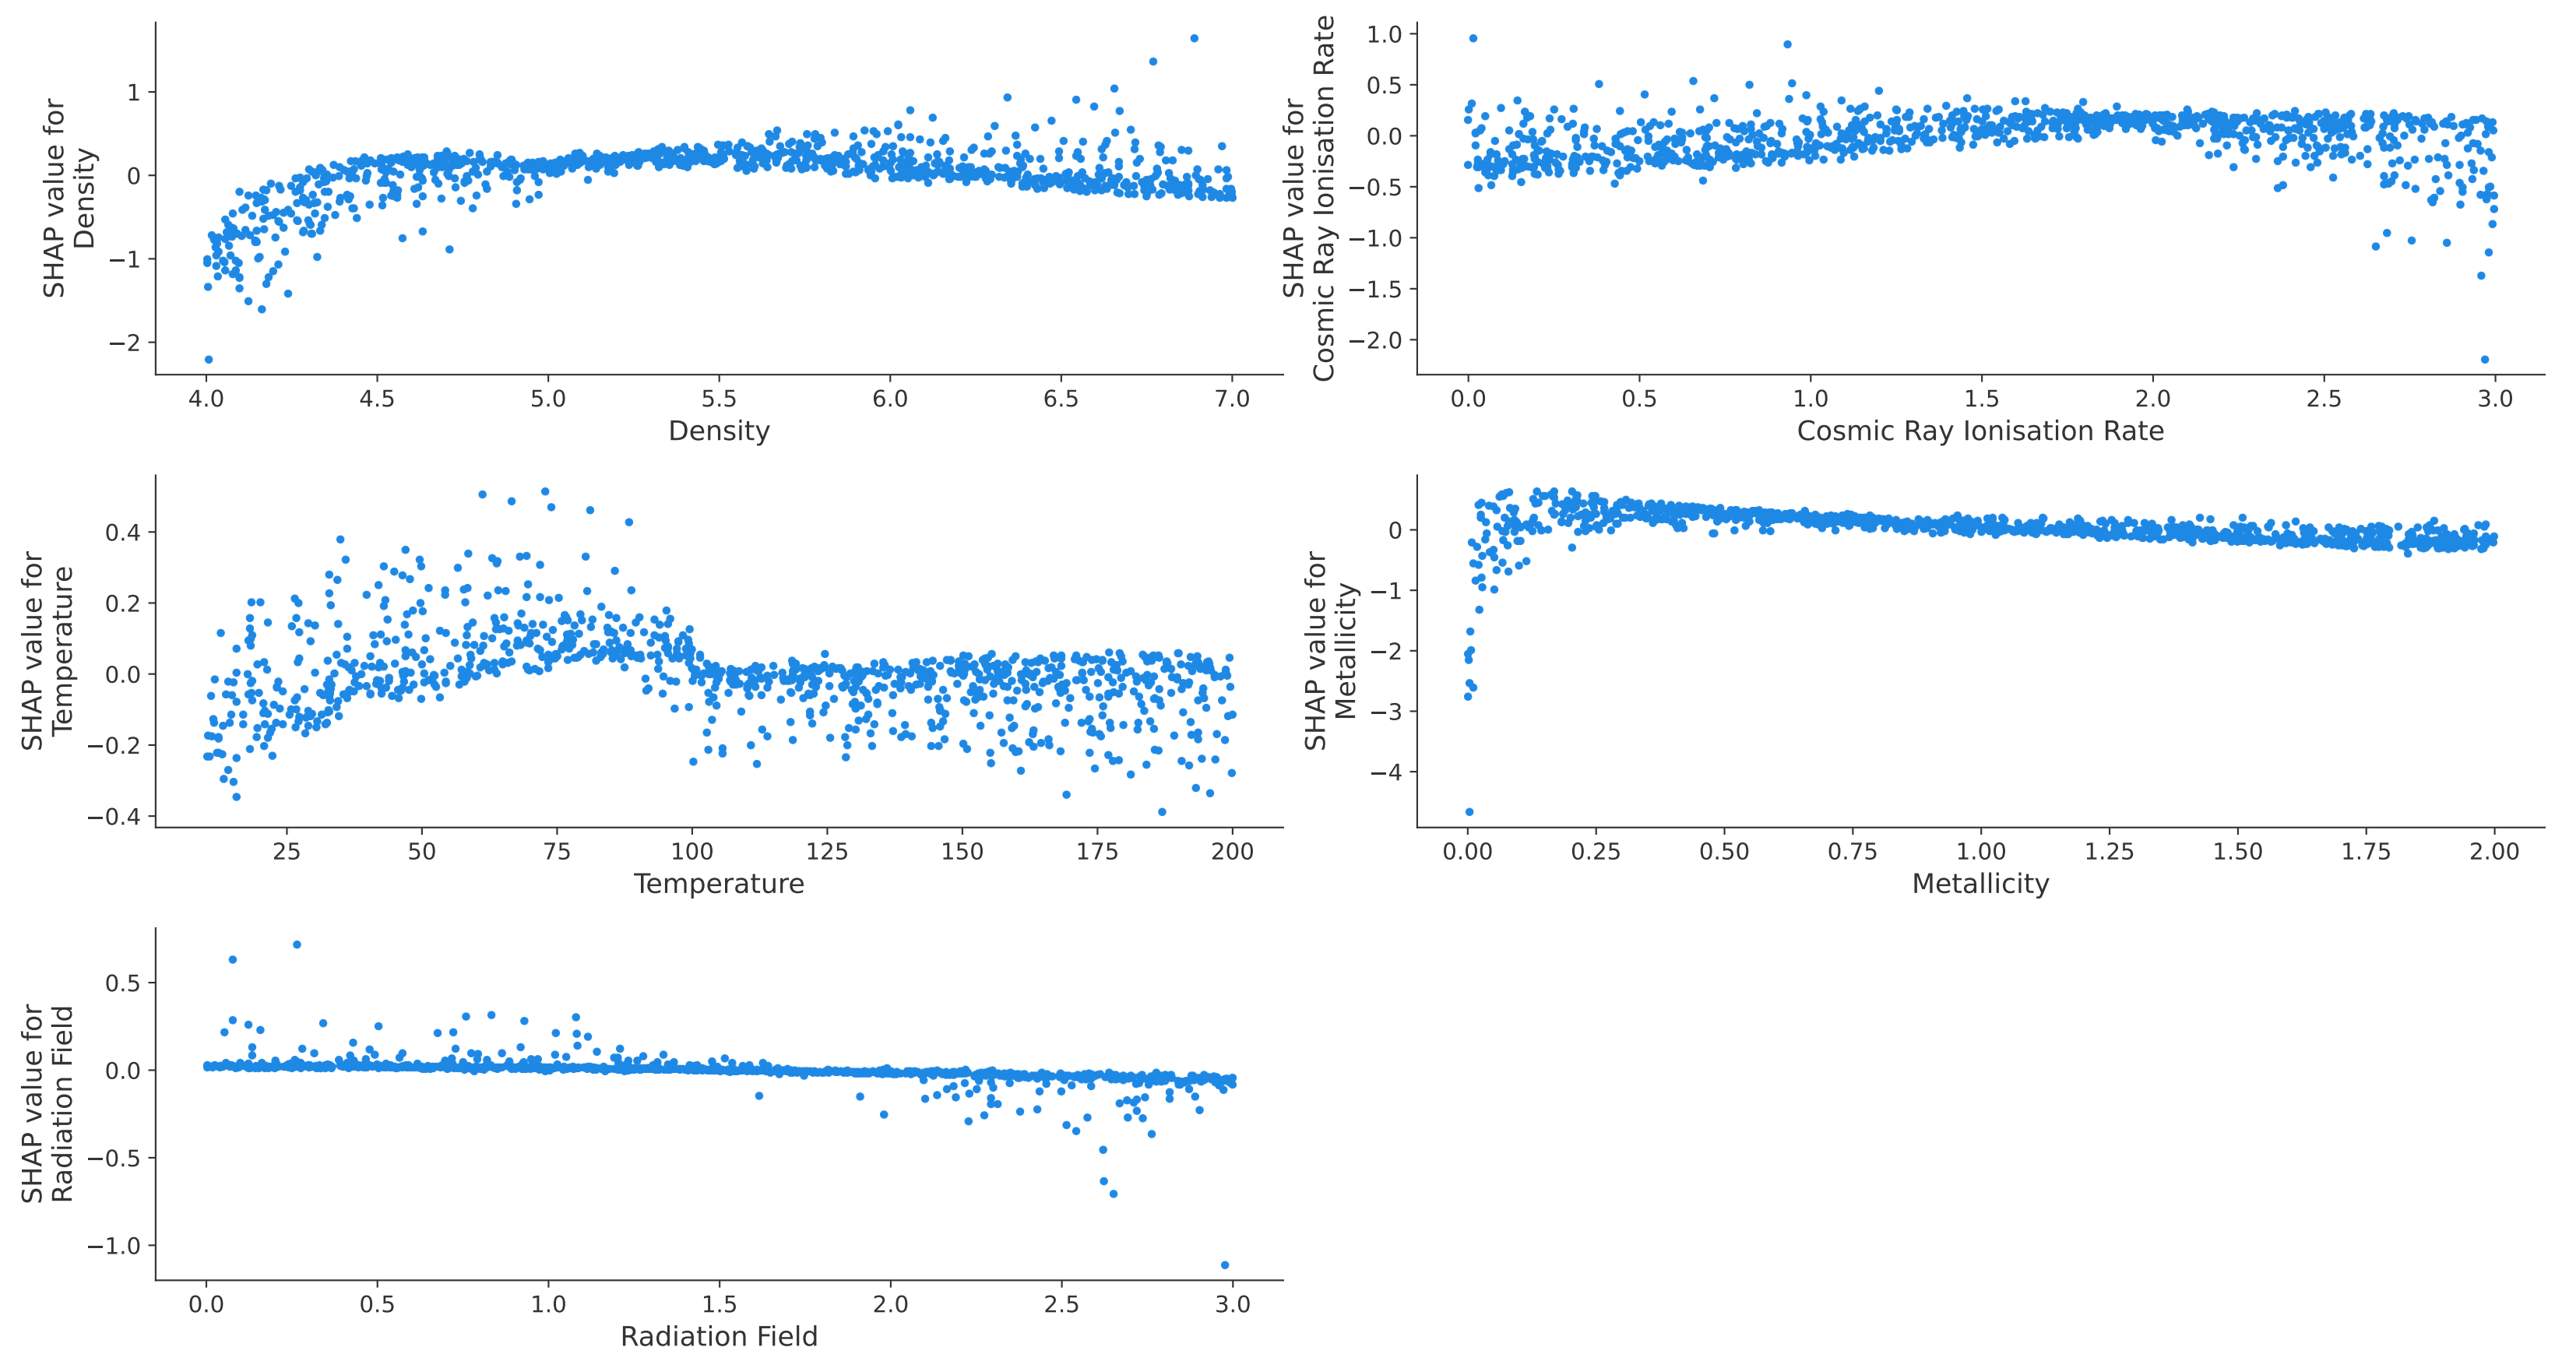 SHAP value for
Density
1
0
−1
−2
4.0 4.5 5.0 5.5 6.0 6.5 7.0
Density
SHAP value for
Cosmic Ray Ionisation Rate
1.0
0.5
0.0
−0.5
−1.0
−1.5
−2.0
0.0 0.5 1.0 1.5 2.0 2.5 3.0
Cosmic Ray Ionisation Rate
SHAP value for
Temperature
0.4
0.2
0.0
−0.2
−0.4
25 50 75 100 125 150 175 200
Temperature
SHAP value for
Metallicity
0
−1
−2
−3
−4
0.00 0.25 0.50 0.75 1.00 1.25 1.50 1.75 2.00
Metallicity
SHAP value for
Radiation Field
0.5
0.0
−0.5
−1.0
0.0 0.5 1.0 1.5 2.0 2.5 3.0
Radiation Field